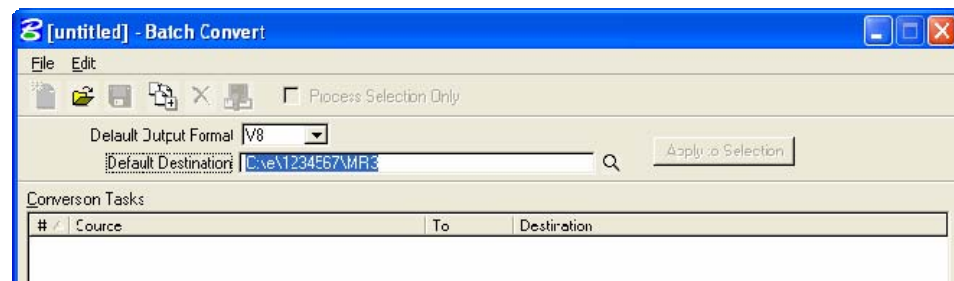 [untitled] - Batch Convert
File Edit
Process Selection Only
Default Output Format V8
Default Destination C:\e\1234567\MR3
Apply to Selection
Converson Tasks
# Source To Destination